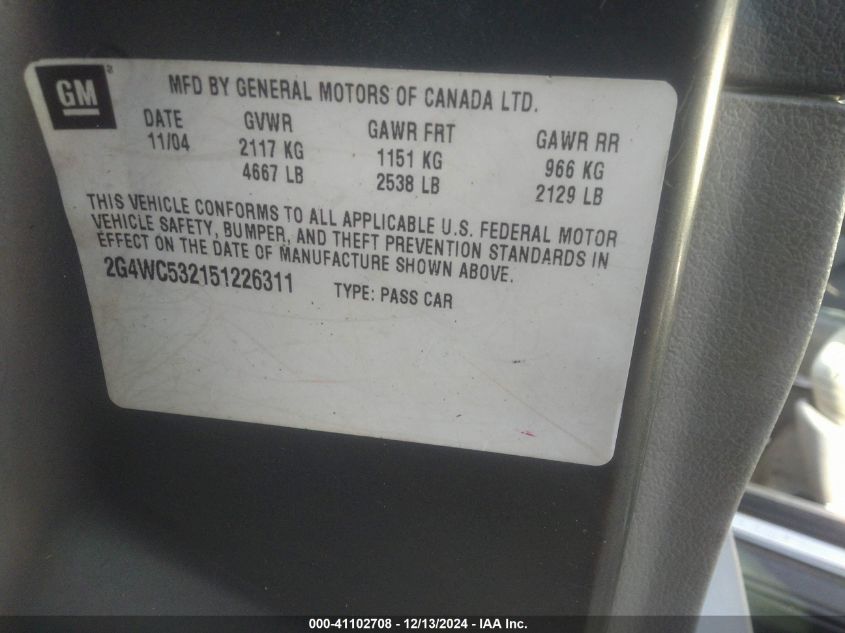 GM
MFD BY GENERAL MOTORS OF CANADA LTD.
DATE GVWR GAWR FRT GAWR RR
11/04 2117 KG 1151 KG 966 KG
4667 LB 2538 LB 2129 LB
THIS VEHICLE CONFORMS TO ALL APPLICABLE U.S. FEDERAL MOTOR
VEHICLE SAFETY, BUMPER, AND THEFT PREVENTION STANDARDS IN
EFFECT ON THE DATE OF MANUFACTURE SHOWN ABOVE.
2G4WC532151226311 TYPE: PASS CAR
000-41102708 - 12/13/2024 - IAA Inc.